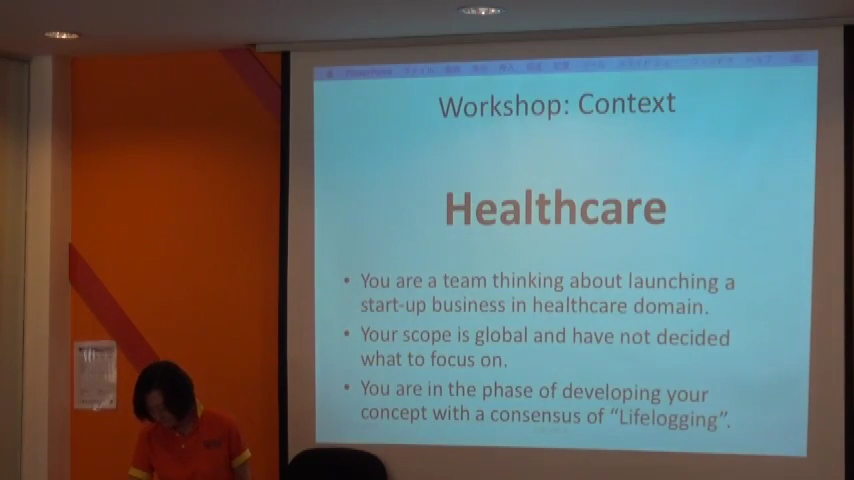 Workshop: Context
Healthcare
• You are a team thinking about launching a
start-up business in healthcare domain.
• Your scope is global and have not decided
what to focus on.
• You are in the phase of developing your
concept with a consensus of “Lifelogging”.